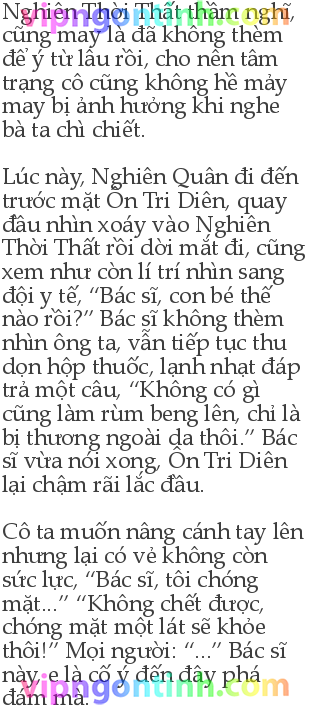 Nghiên Thời Thất thầm nghĩ,
vipngontinh.com
cũng may là đã không thèm
để ý từ lâu rồi, cho nên tâm
trạng cô cũng không hề mảy
may bị ảnh hưởng khi nghe
bà ta chì chiết.
Lúc này, Nghiên Quân đi đến
trước mặt Ôn Tri Diên, quay
đầu nhìn xoáy vào Nghiên
Thời Thất rồi dời mắt đi, cũng
xem như còn lí trí nhìn sang
đội y tế, “Bác sĩ, con bé thế
nào rồi?” Bác sĩ không thèm
nhìn ông ta, vẫn tiếp tục thu
dọn hộp thuốc, lạnh nhạt đáp
trả một câu, “Không có gì
cũng làm rùm beng lên, chỉ là
bị thương ngoài da thôi.” Bác
sĩ vừa nói xong, Ôn Tri Diên
lại chậm rãi lắc đầu.
Cô ta muốn nâng cánh tay lên
nhưng lại có vẻ không còn
sức lực, “Bác sĩ, tôi chóng
mặt...” “Không chết được,
chóng mặt một lát sẽ khỏe
thôi!” Mọi người: “...” Bác sĩ
này, e là cố ý đến đây phá
vipngontinh.com
đám mà.